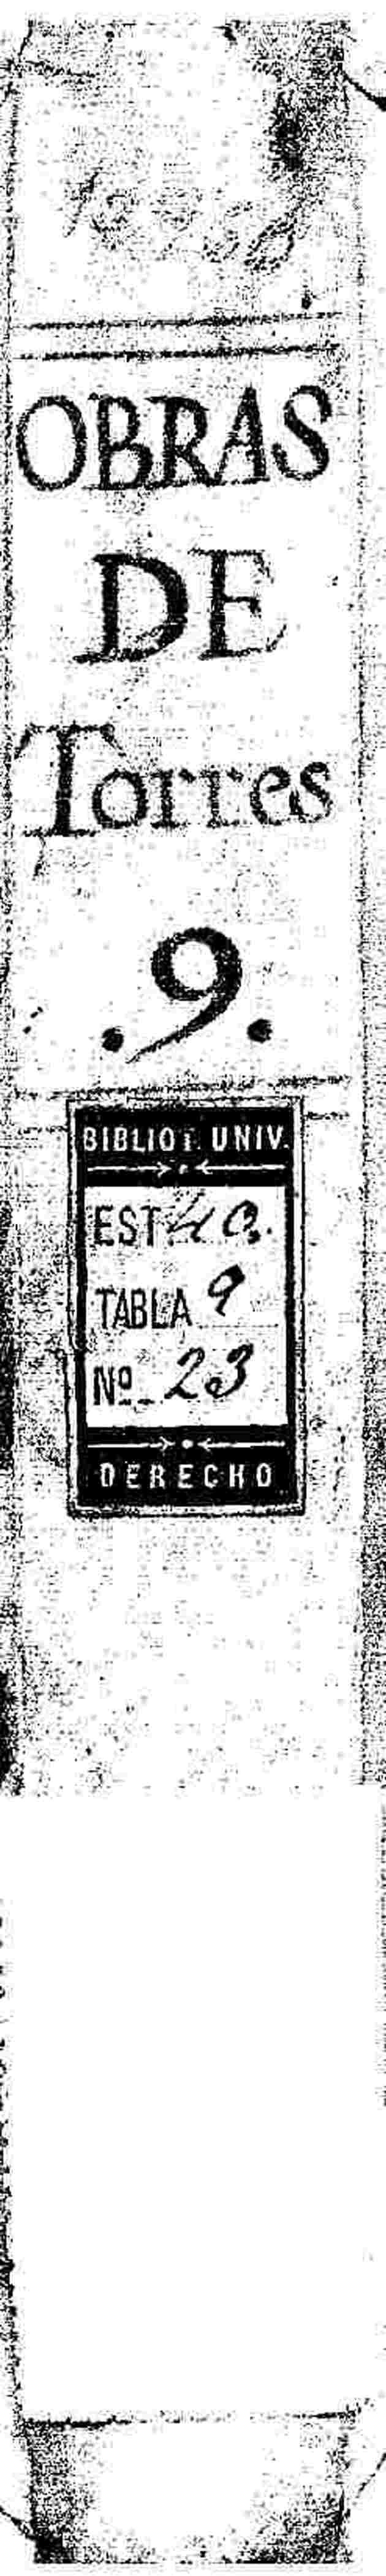 OBRAS
DE
Torres
.9.
BIBLIOT UNIV.
EST. 40.
TABLA 9
Nº 23
DERECHO